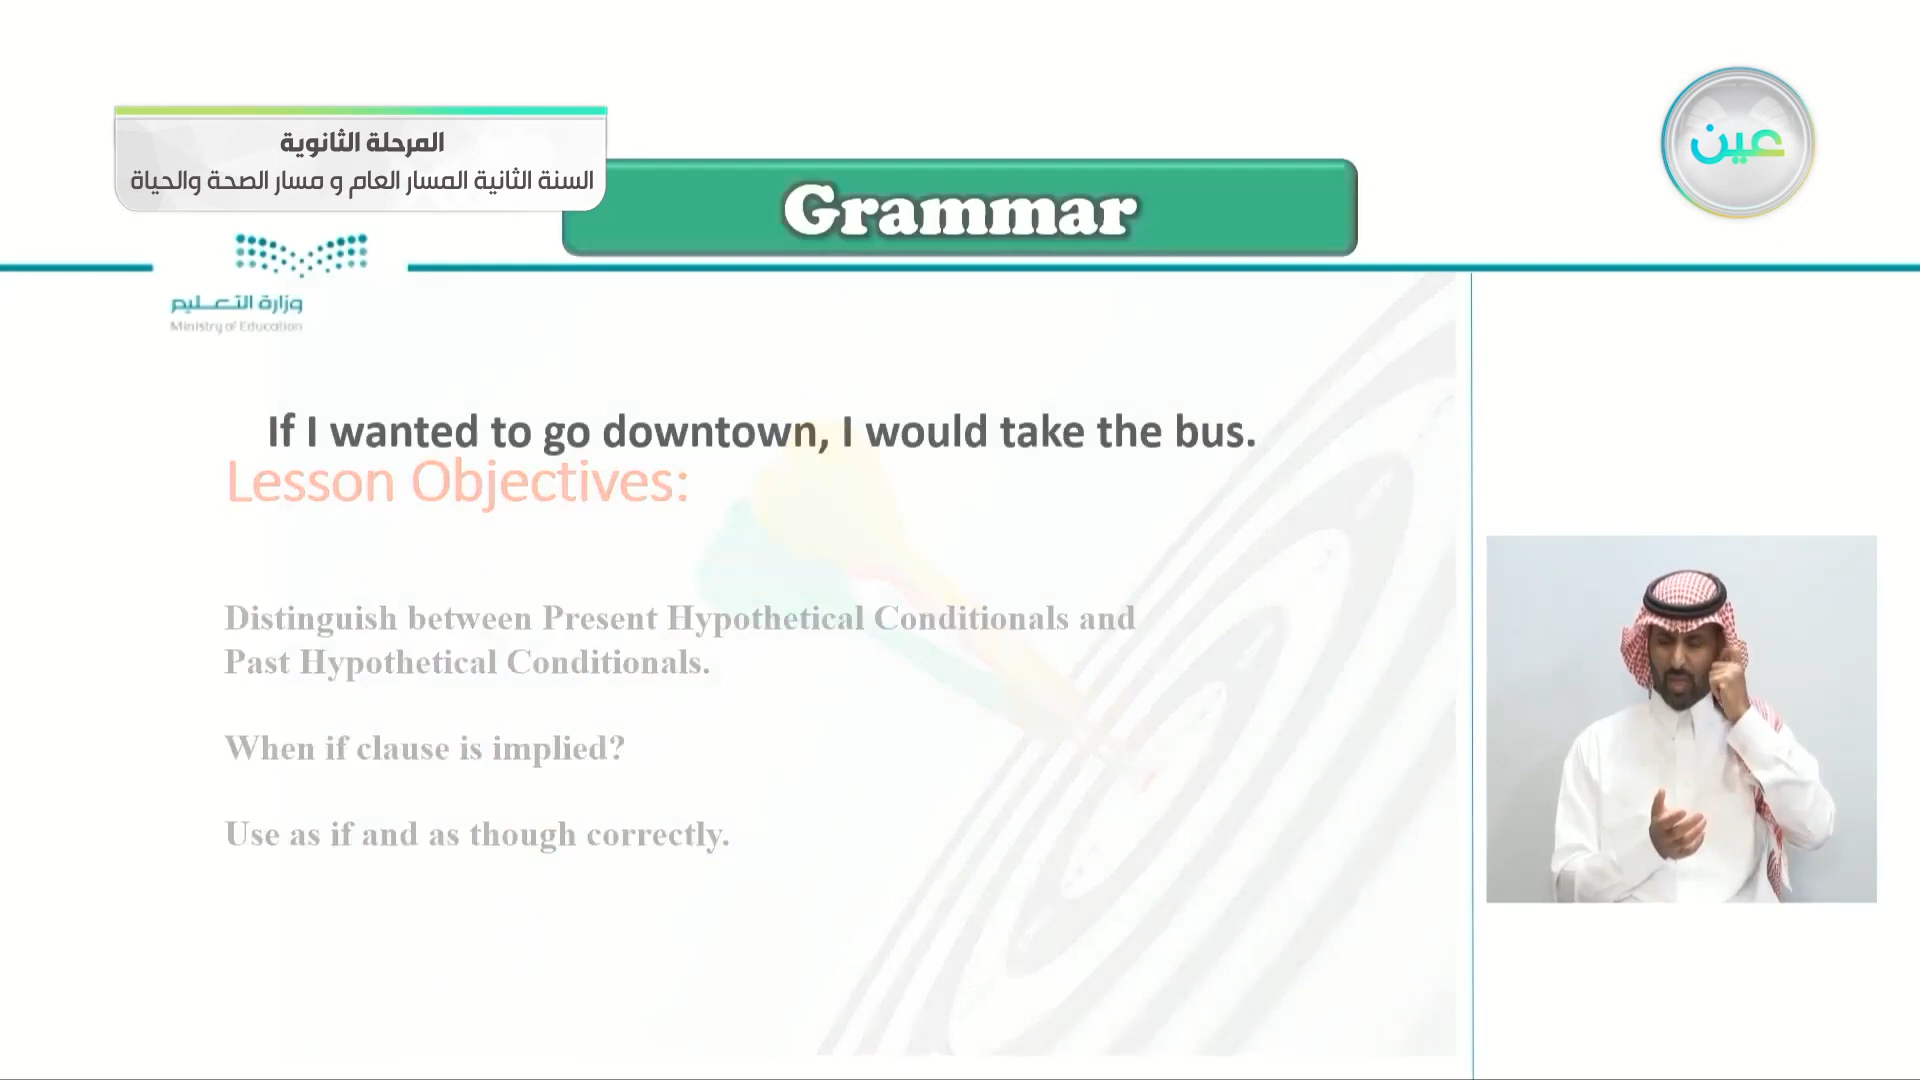 المرحلة الثانوية
السنة الثانية المسار العام و مسار الصحة والحياة
عين
Grammar
وزارة التعليم
Ministry of Education
If I wanted to go downtown, I would take the bus.
Lesson Objectives:
Distinguish between Present Hypothetical Conditionals and
Past Hypothetical Conditionals.
When if clause is implied?
Use as if and as though correctly.